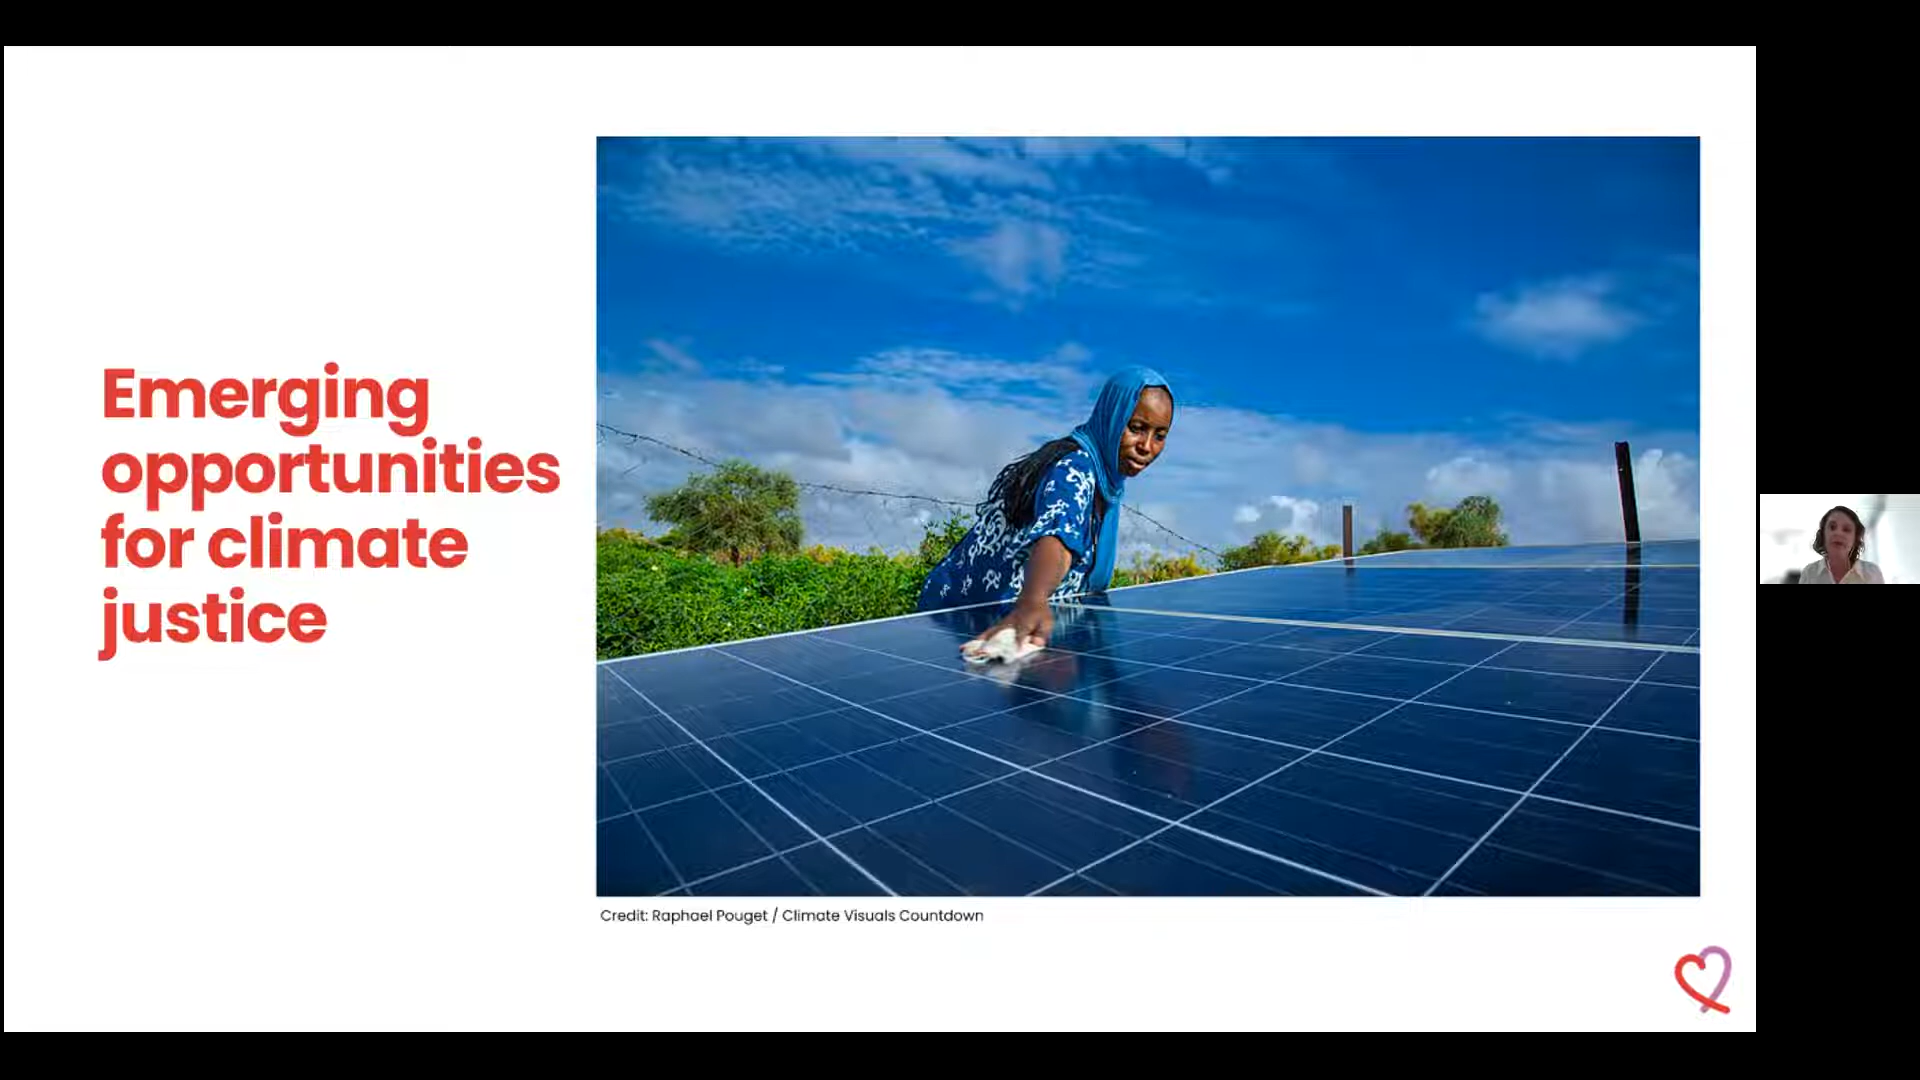 Emerging
opportunities
for climate
justice
Credit: Raphael Pouget / Climate Visuals Countdown